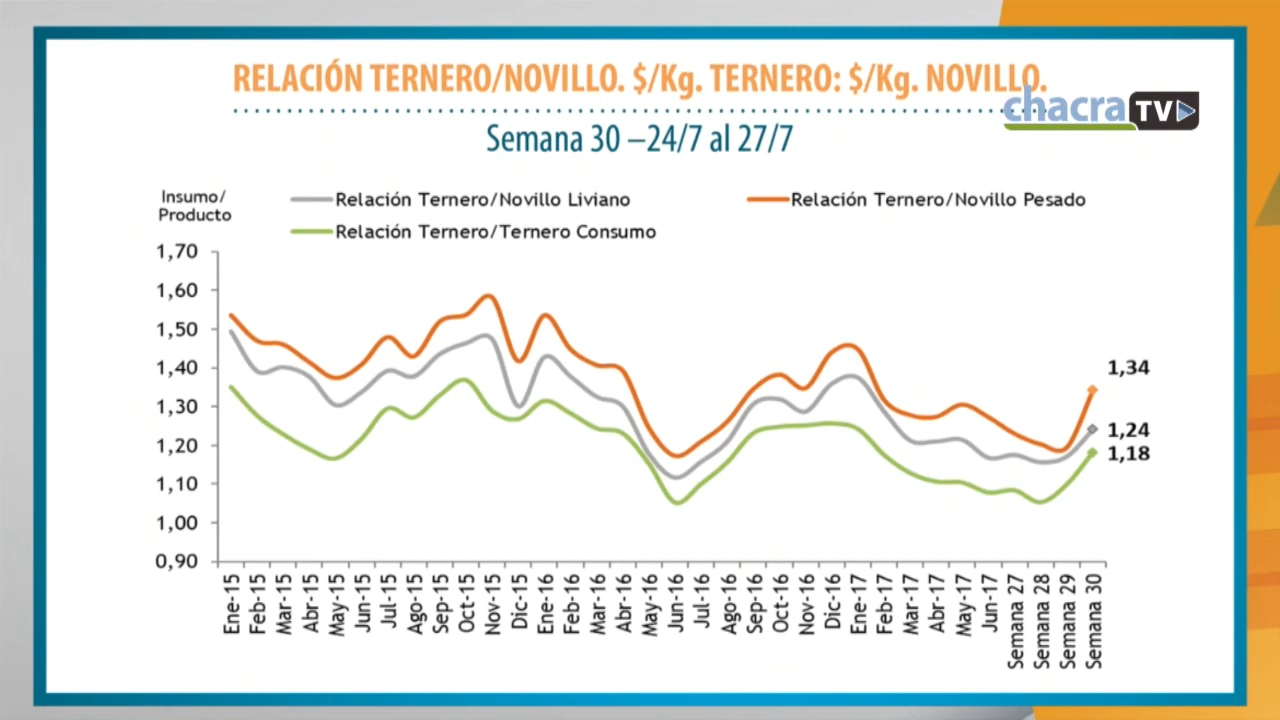 RELACIÓN TERNERO/NOVILLO. $/Kg. TERNERO: $/Kg. NOVILLO.
chacra TV
Semana 30 –24/7 al 27/7
Insumo/
Producto
Relación Ternero/Novillo Liviano
Relación Ternero/Novillo Pesado
Relación Ternero/Ternero Consumo
1,70
1,60
1,50
1,40
1,30
1,20
1,10
1,00
0,90
1,34
1,24
1,18
Ene-15
Feb-15
Mar-15
Abr-15
May-15
Jun-15
Jul-15
Ago-15
Sep-15
Oct-15
Nov-15
Dic-15
Ene-16
Feb-16
Mar-16
Abr-16
May-16
Jun-16
Jul-16
Ago-16
Sep-16
Oct-16
Nov-16
Dic-16
Ene-17
Feb-17
Mar-17
Abr-17
May-17
Jun-17
Semana 27
Semana 28
Semana 29
Semana 30